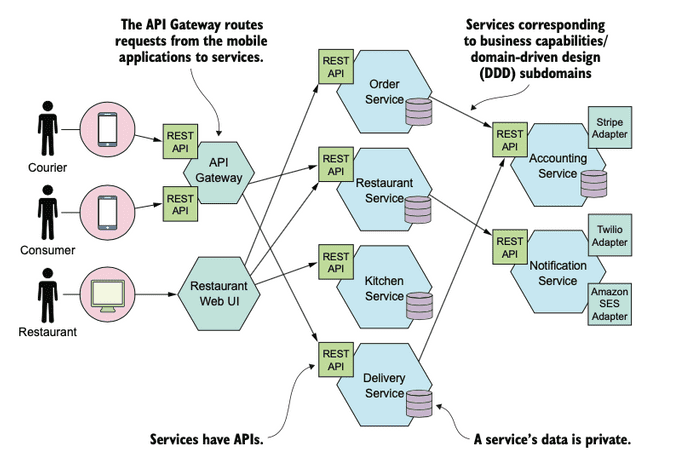 The API Gateway routes
requests from the mobile
applications to services.
Services corresponding
to business capabilities/
domain-driven design
(DDD) subdomains
REST
API
Order
Service
Stripe
Adapter
REST
API
Accounting
Service
Courier
REST
API
API
Gateway
REST
API
REST
API
Restaurant
Service
Consumer
Twilio
Adapter
REST
API
Notification
Service
Amazon
SES
Adapter
REST
API
Kitchen
Service
Restaurant
Web UI
Restaurant
REST
API
Delivery
Service
Services have APIs.
A service's data is private.